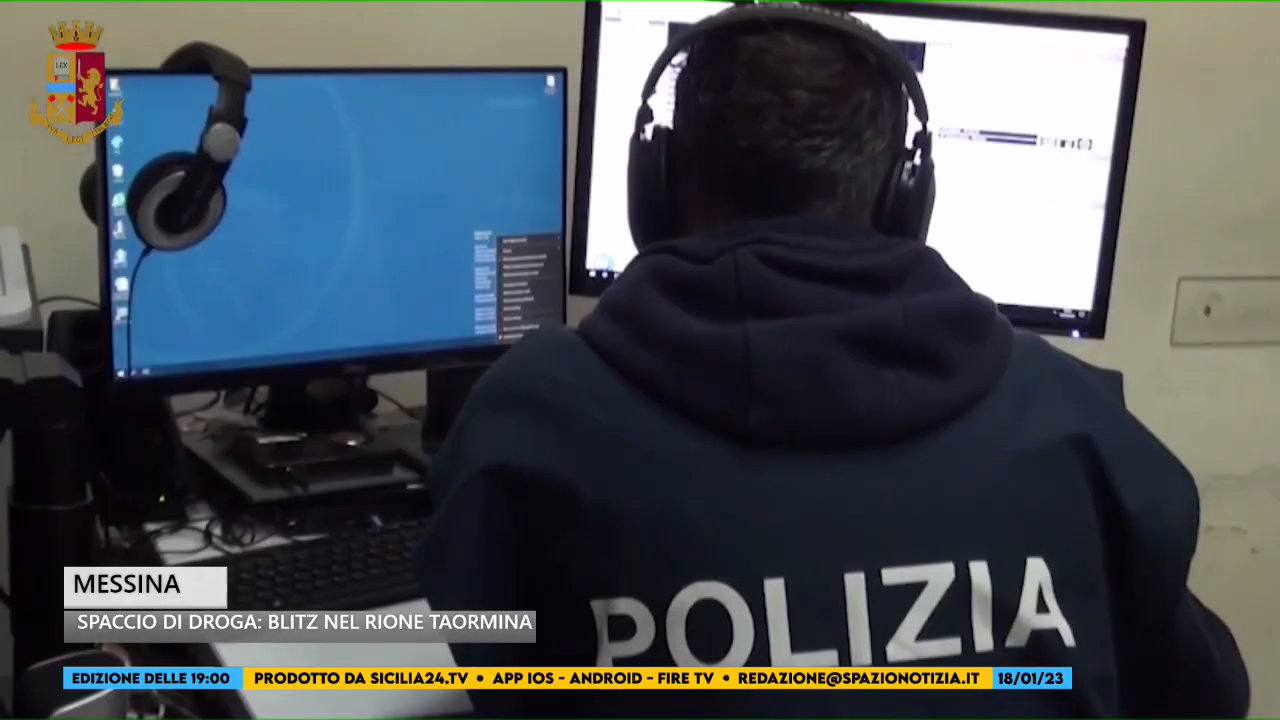 LEX
POLIZIA
MESSINA
SPACCIO DI DROGA: BLITZ NEL RIONE TAORMINA
EDIZIONE DELLE 19:00 PRODOTTO DA SICILIA24.TV • APP IOS - ANDROID - FIRE TV • REDAZIONE@SPAZIONOTIZIA.IT 18/01/23